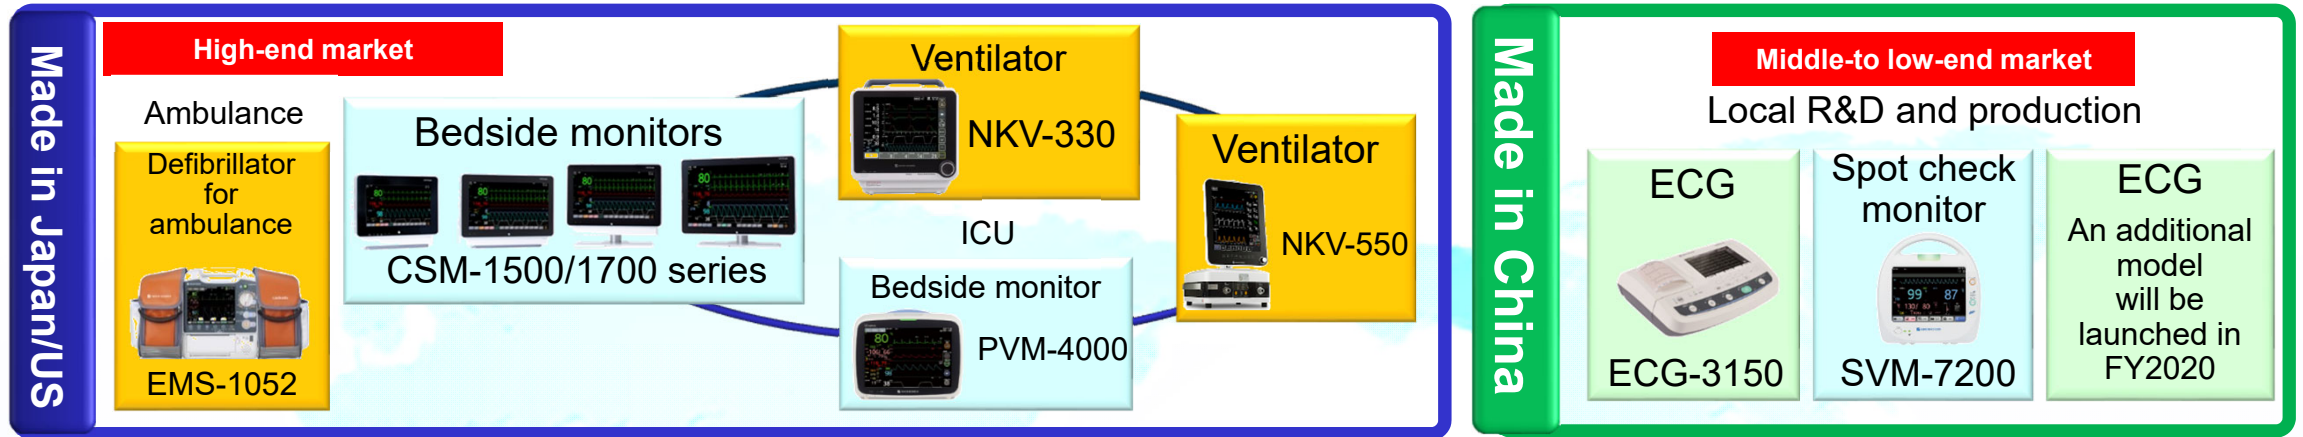 Made in Japan/US
High-end market
Ambulance
Defibrillator
for
ambulance
EMS-1052
Bedside monitors
CSM-1500/1700 series
Ventilator
NKV-330
ICU
Bedside monitor
PVM-4000
Ventilator
NKV-550
Made in China
Middle-to low-end market
Local R&D and production
ECG
ECG-3150
Spot check
monitor
99
87
SVM-7200
ECG
An additional
model
will be
launched in
FY2020